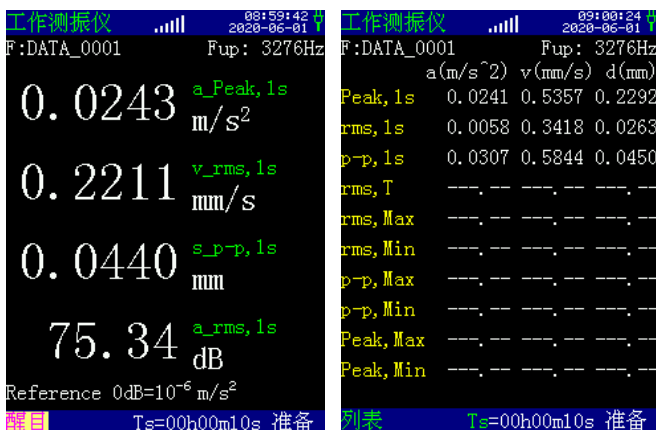 工作测振仪 08:59:42
2020-06-01
F:DATA_0001 Fup: 3276Hz
0.0243 a_Peak,1s
m/s²
0.2211 v_rms,1s
mm/s
0.0440 s_p-p,1s
mm
75.34 a_rms,1s
dB
Reference 0dB=10⁻⁶ m/s²
醒目 Ts=00h00m10s 准备
工作测振仪 09:00:24
2020-06-01
F:DATA_0001 Fup: 3276Hz
a(m/s^2) v(mm/s) d(mm)
Peak,1s 0.0241 0.5357 0.2292
rms,1s 0.0058 0.3418 0.0263
p-p,1s 0.0307 0.5844 0.0450
rms,T ---.-- ---.-- ---.--
rms,Max ---.-- ---.-- ---.--
rms,Min ---.-- ---.-- ---.--
p-p,Max ---.-- ---.-- ---.--
p-p,Min ---.-- ---.-- ---.--
Peak,Max ---.-- ---.-- ---.--
Peak,Min ---.-- ---.-- ---.--
列表 Ts=00h00m10s 准备